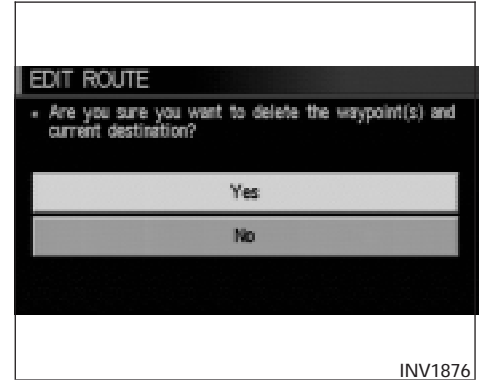 EDIT ROUTE
• Are you sure you want to delete the waypoint(s) and
current destination?
Yes
No
INV1876